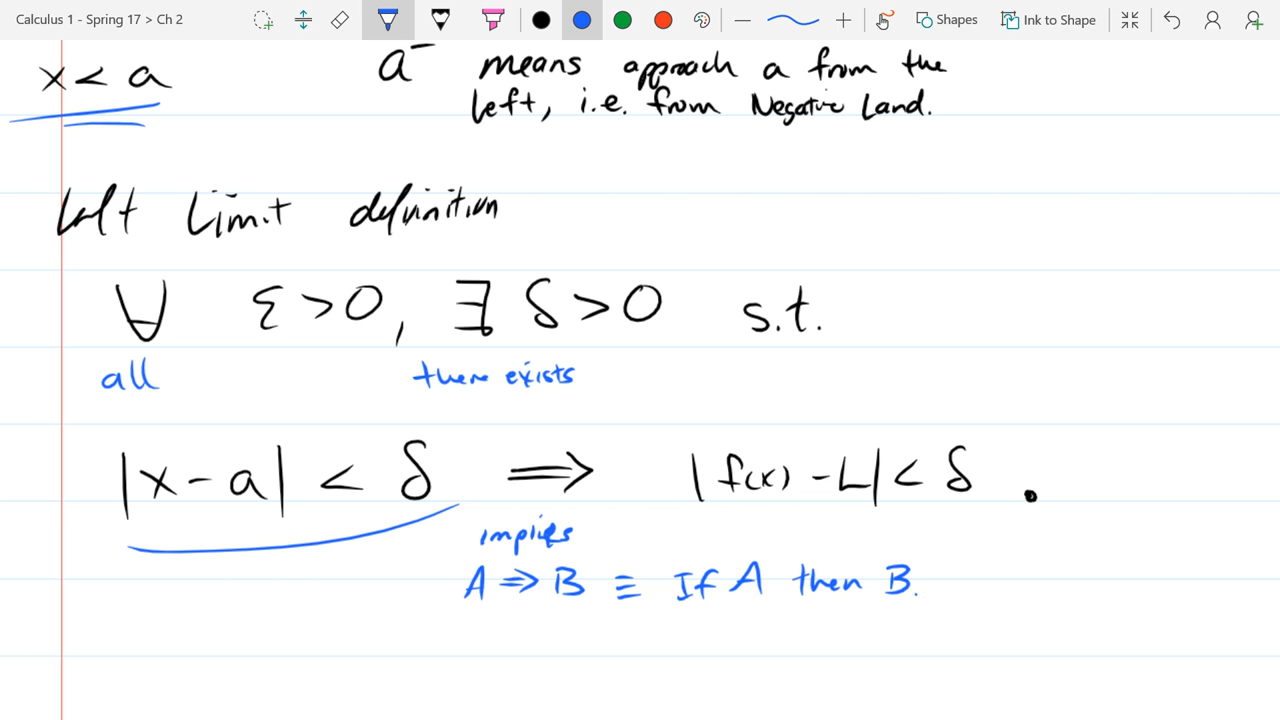 Calculus 1 - Spring 17 > Ch 2
Shapes
Ink to Shape
x < a
a⁻ means approach a from the
left, i.e. from Negative Land.
Left Limit definition
∀ ε > 0, ∃ δ > 0 s.t.
all there exists
|x - a| < δ ⟹ |f(x) - L| < δ .
implies
A ⇒ B ≡ If A then B.